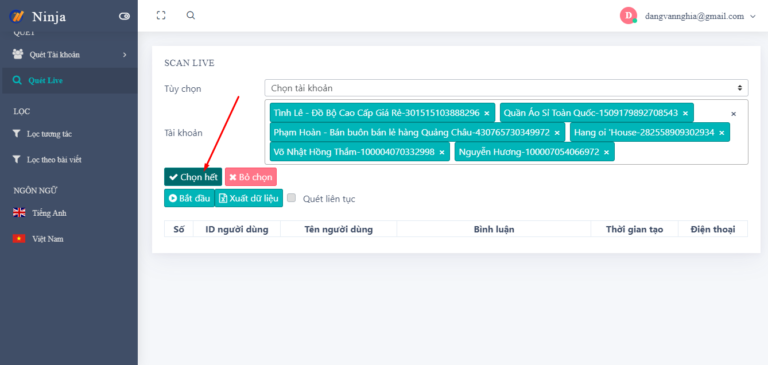 Ninja
dangvannghia@gmail.com
D
QUÉT
Quét Tài khoản
Quét Live
LỌC
Lọc tương tác
Lọc theo bài viết
NGÔN NGỮ
Tiếng Anh
Việt Nam
SCAN LIVE
Tùy chọn
Chọn tài khoản
Tài khoản
Tình Lê - Đồ Bộ Cao Cấp Giá Rẻ-301515103888296 ×
Quần Áo Sỉ Toàn Quốc-1509179892708543 ×
×
Phạm Hoàn - Bán buôn bán lẻ hàng Quảng Châu-430765730349972 ×
Hang oi 'House-282558909302934 ×
Võ Nhật Hồng Thắm-100004070332998 ×
Nguyễn Hương-100007054066972 ×
Chọn hết
Bỏ chọn
Bắt đầu
Xuất dữ liệu
Quét liên tục
Số
ID người dùng
Tên người dùng
Bình luận
Thời gian tạo
Điện thoại